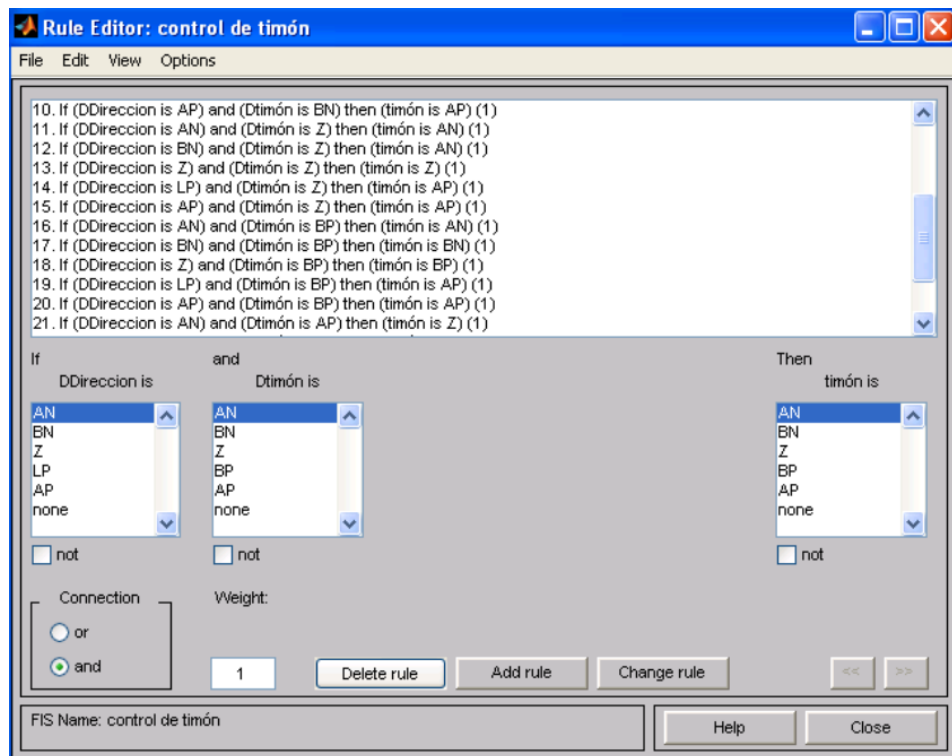 Rule Editor: control de timón
File Edit View Options
10. If (DDireccion is AP) and (Dtimón is BN) then (timón is AP) (1)
11. If (DDireccion is AN) and (Dtimón is Z) then (timón is AN) (1)
12. If (DDireccion is BN) and (Dtimón is Z) then (timón is AN) (1)
13. If (DDireccion is Z) and (Dtimón is Z) then (timón is Z) (1)
14. If (DDireccion is LP) and (Dtimón is Z) then (timón is AP) (1)
15. If (DDireccion is AP) and (Dtimón is Z) then (timón is AP) (1)
16. If (DDireccion is AN) and (Dtimón is BP) then (timón is AN) (1)
17. If (DDireccion is BN) and (Dtimón is BP) then (timón is BN) (1)
18. If (DDireccion is Z) and (Dtimón is BP) then (timón is BP) (1)
19. If (DDireccion is LP) and (Dtimón is BP) then (timón is AP) (1)
20. If (DDireccion is AP) and (Dtimón is BP) then (timón is AP) (1)
21. If (DDireccion is AN) and (Dtimón is AP) then (timón is Z) (1)
If and Then
DDireccion is Dtimón is timón is
AN AN AN
BN BN BN
Z Z Z
LP BP BP
AP AP AP
none none none
not not not
Connection Weight:
or
and 1 Delete rule Add rule Change rule << >>
FIS Name: control de timón Help Close